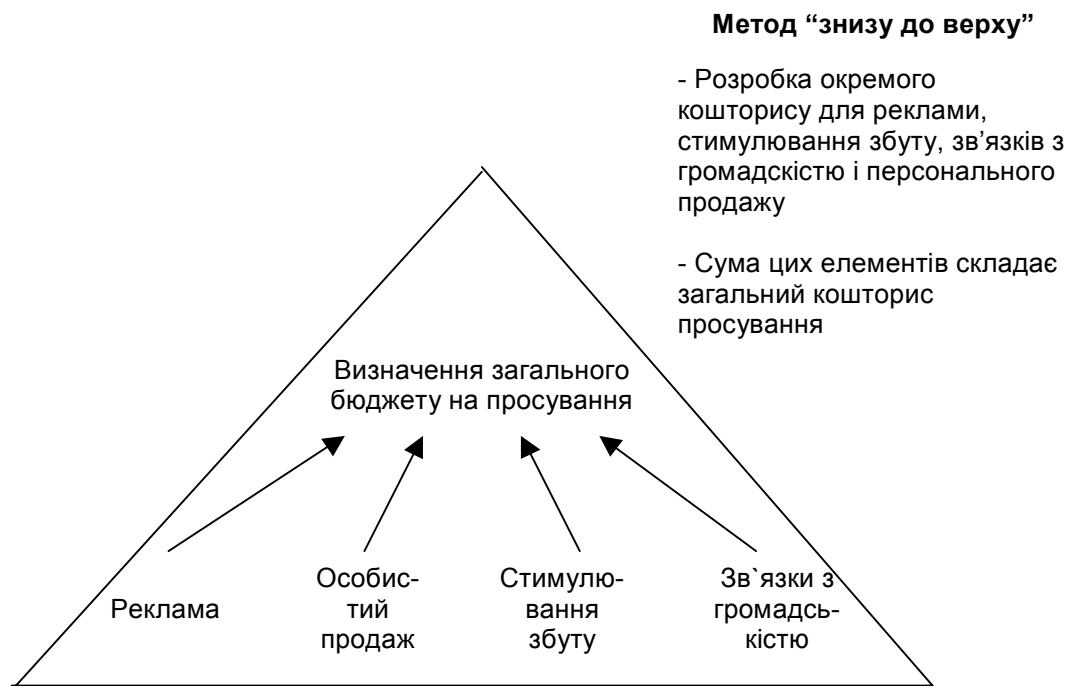 Метод “знизу до верху”
- Розробка окремого
кошторису для реклами,
стимулювання збуту, зв’язків з
громадскістю і персонального
продажу
- Сума цих елементів складає
загальний кошторис
просування
Визначення загального
бюджету на просування
Реклама
Особис-
тий
продаж
Стимулю-
вання
збуту
Зв`язки з
громадсь-
кістю